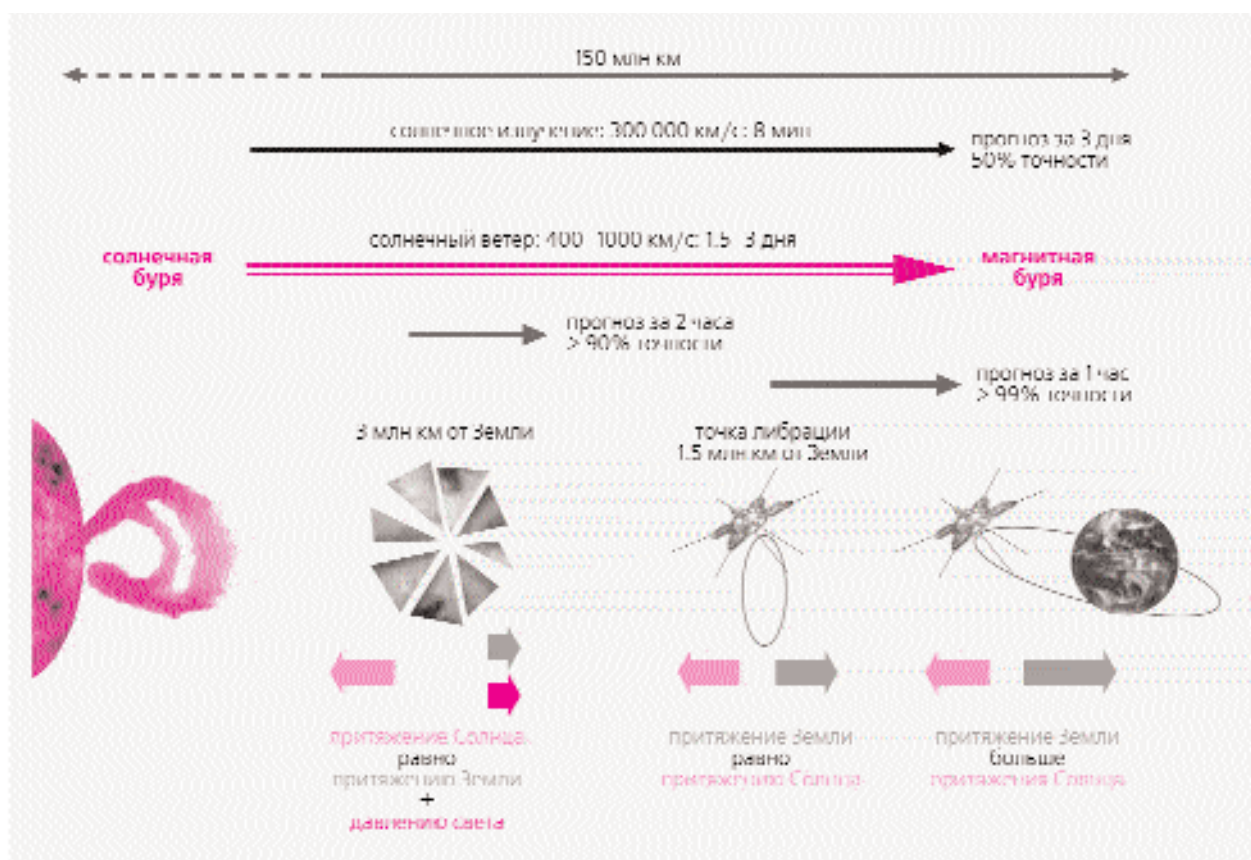 150 млн км
солнечное излучение: 300 000 км/с: 8 мин
прогноз за 3 дня
50% точности
солнечный ветер: 400–1000 км/с: 1.5–3 дня
солнечная
буря
магнитная
буря
прогноз за 2 часа
> 90% точности
прогноз за 1 час
> 99% точности
3 млн км от Земли
точка либрации
1.5 млн км от Земли
притяжение Солнца
равно
притяжению Земли
+
давлению света
притяжение Земли
равно
притяжению Солнца
притяжение Земли
больше
притяжения Солнца